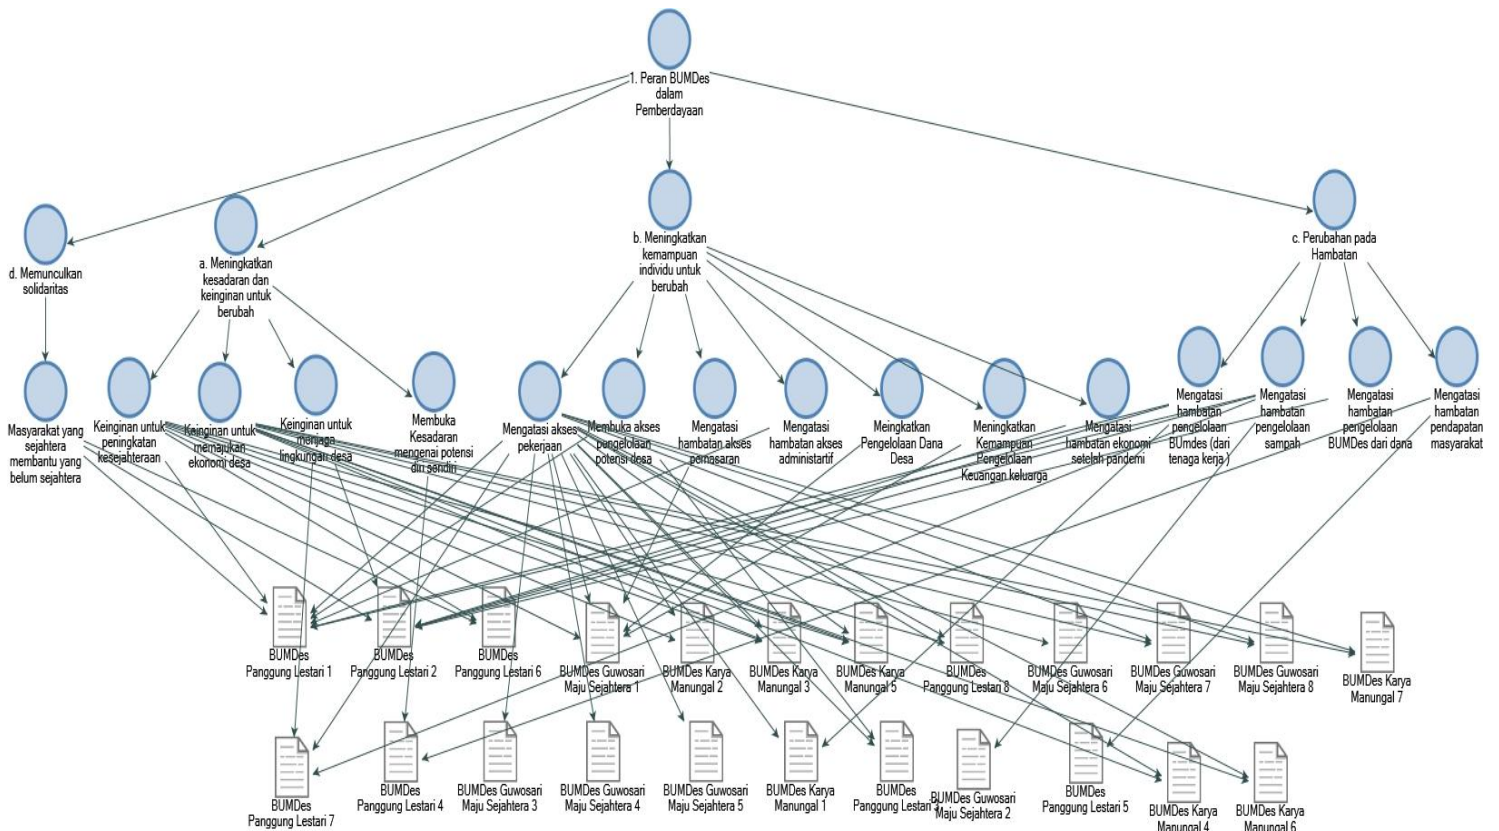 1. Peran BUMDes
dalam
Pemberdayaan
d. Memunculkan
solidaritas
a. Meningkatkan
kesadaran dan
keinginan untuk
berubah
b. Meningkatkan
kemampuan
individu untuk
berubah
c. Perubahan pada
Hambatan
Masyarakat yang
sejahtera
membantu yang
belum sejahtera
Keinginan untuk
peningkatan
kesejahteraan
Keinginan untuk
memajukan
ekonomi desa
Keinginan untuk
menjaga
lingkungan desa
Membuka
Kesadaran
mengenai potensi
diri sendiri
Mengatasi akses
pekerjaan
Membuka akses
pengelolaan
potensi desa
Mengatasi
hambatan akses
pemasaran
Mengatasi
hambatan akses
administartif
Meingkatkan
Pengelolaan Dana
Desa
Meningkatkan
Kemampuan
Pengelolaan
Keuangan keluarga
Mengatasi
hambatan ekonomi
setelah pandemi
Mengatasi
hambatan
pengelolaan
BUmdes (dari
tenaga kerja )
Mengatasi
hambatan
pengelolaan
sampah
Mengatasi
hambatan
pengelolaan
BUMDes dari dana
Mengatasi
hambatan
pendapatan
masyarakat
BUMDes
Panggung Lestari 1
BUMDes
Panggung Lestari 2
BUMDes
Panggung Lestari 6
BUMDes Guwosari
Maju Sejahtera 1
BUMDes Karya
Manungal 2
BUMDes Karya
Manungal 3
BUMDes Karya
Manungal 5
BUMDes
Panggung Lestari 8
BUMDes Guwosari
Maju Sejahtera 6
BUMDes Guwosari
Maju Sejahtera 7
BUMDes Guwosari
Maju Sejahtera 8
BUMDes Karya
Manungal 7
BUMDes
Panggung Lestari 7
BUMDes
Panggung Lestari 4
BUMDes Guwosari
Maju Sejahtera 3
BUMDes Guwosari
Maju Sejahtera 4
BUMDes Guwosari
Maju Sejahtera 5
BUMDes Karya
Manungal 1
BUMDes
Panggung Lestari
BUMDes Guwosari
Maju Sejahtera 2
BUMDes
Panggung Lestari 5
BUMDes Karya
Manungal 4
BUMDes Karya
Manungal 6